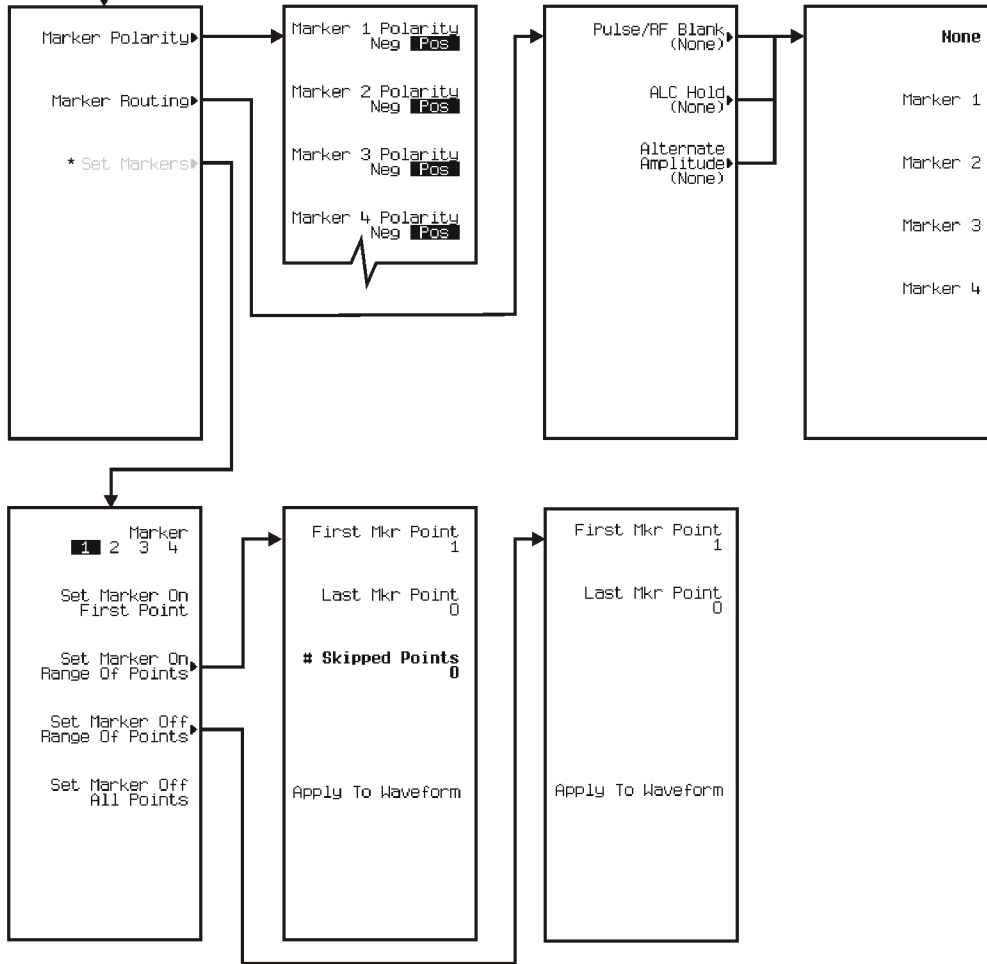 Marker Polarity
Marker Routing
* Set Markers
Marker 1 Polarity
Neg Pos
Marker 2 Polarity
Neg Pos
Marker 3 Polarity
Neg Pos
Marker 4 Polarity
Neg Pos
Pulse/RF Blank
(None)
ALC Hold
(None)
Alternate
Amplitude
(None)
None
Marker 1
Marker 2
Marker 3
Marker 4
Marker
1 2 3 4
Set Marker On
First Point
Set Marker On
Range Of Points
Set Marker Off
Range Of Points
Set Marker Off
All Points
First Mkr Point
1
Last Mkr Point
0
# Skipped Points
0
Apply To Waveform
First Mkr Point
1
Last Mkr Point
0
Apply To Waveform